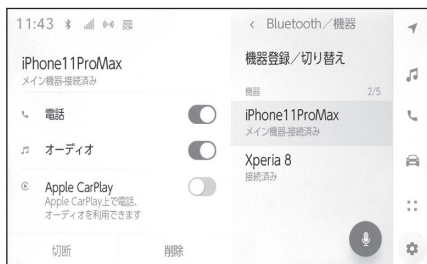 11:43
iPhone11ProMax
メイン機器-接続済み
電話
オーディオ
Apple CarPlay
Apple CarPlay上で電話、
オーディオを利用できます
切断
削除
< Bluetooth／機器
機器登録／切り替え
機器 2/5
iPhone11ProMax
メイン機器-接続済み
Xperia 8
接続済み